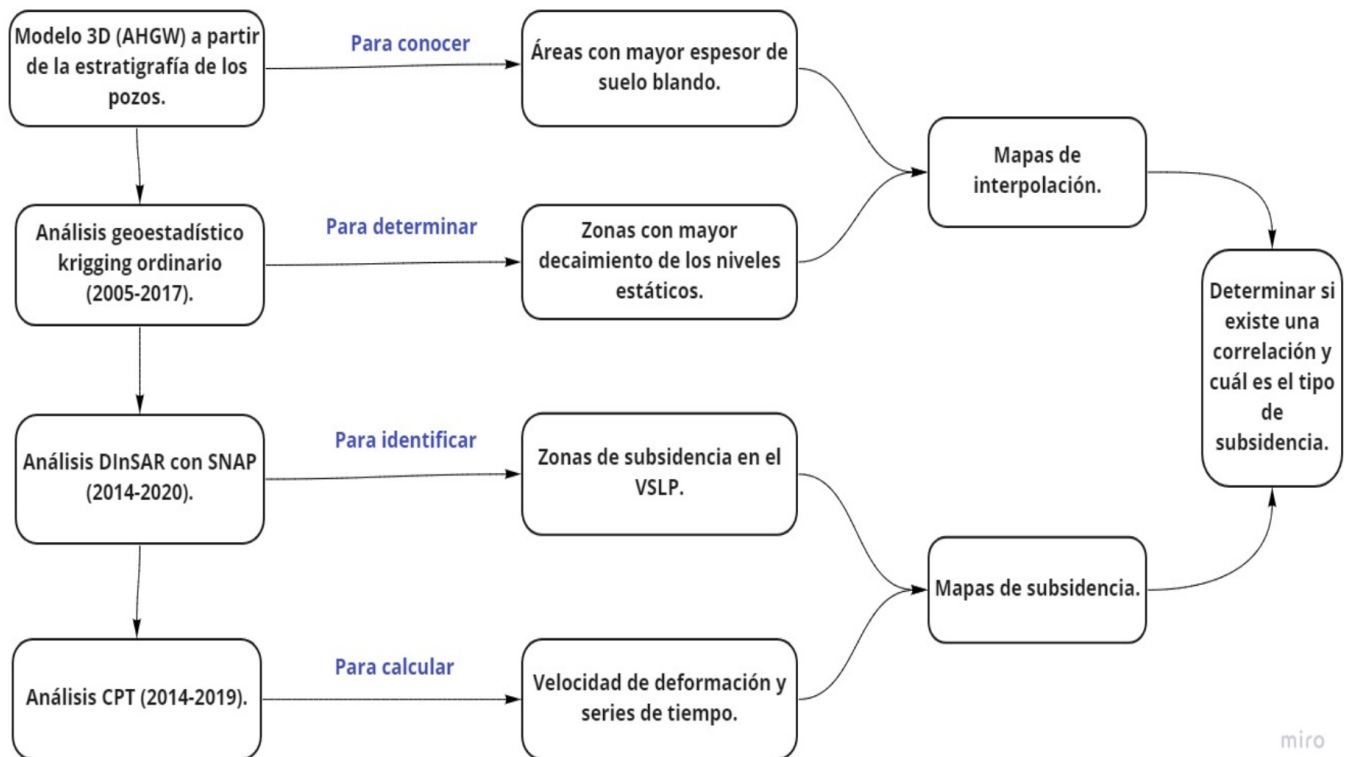 Modelo 3D (AHGW) a partir
de la estratigrafía de los
pozos.
Para conocer
Áreas con mayor espesor de
suelo blando.
Mapas de
interpolación.
Análisis geoestadístico
krigging ordinario
(2005-2017).
Para determinar
Zonas con mayor
decaimiento de los niveles
estáticos.
Determinar si
existe una
correlación y
cuál es el tipo
de
subsidencia.
Análisis DInSAR con SNAP
(2014-2020).
Para identificar
Zonas de subsidencia en el
VSLP.
Mapas de subsidencia.
Análisis CPT (2014-2019).
Para calcular
Velocidad de deformación y
series de tiempo.
miro